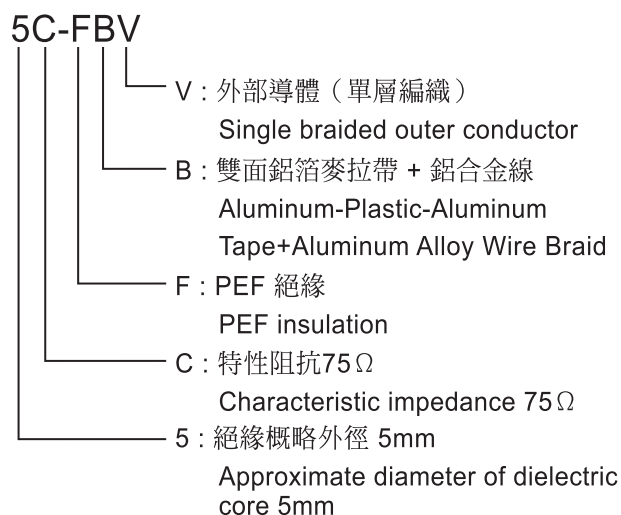 5C-FBV
V : 外部導體（單層編織）
Single braided outer conductor
B : 雙面鋁箔麥拉帶 + 鋁合金線
Aluminum-Plastic-Aluminum
Tape+Aluminum Alloy Wire Braid
F : PEF 絕緣
PEF insulation
C : 特性阻抗75Ω
Characteristic impedance 75Ω
5 : 絕緣概略外徑 5mm
Approximate diameter of dielectric
core 5mm